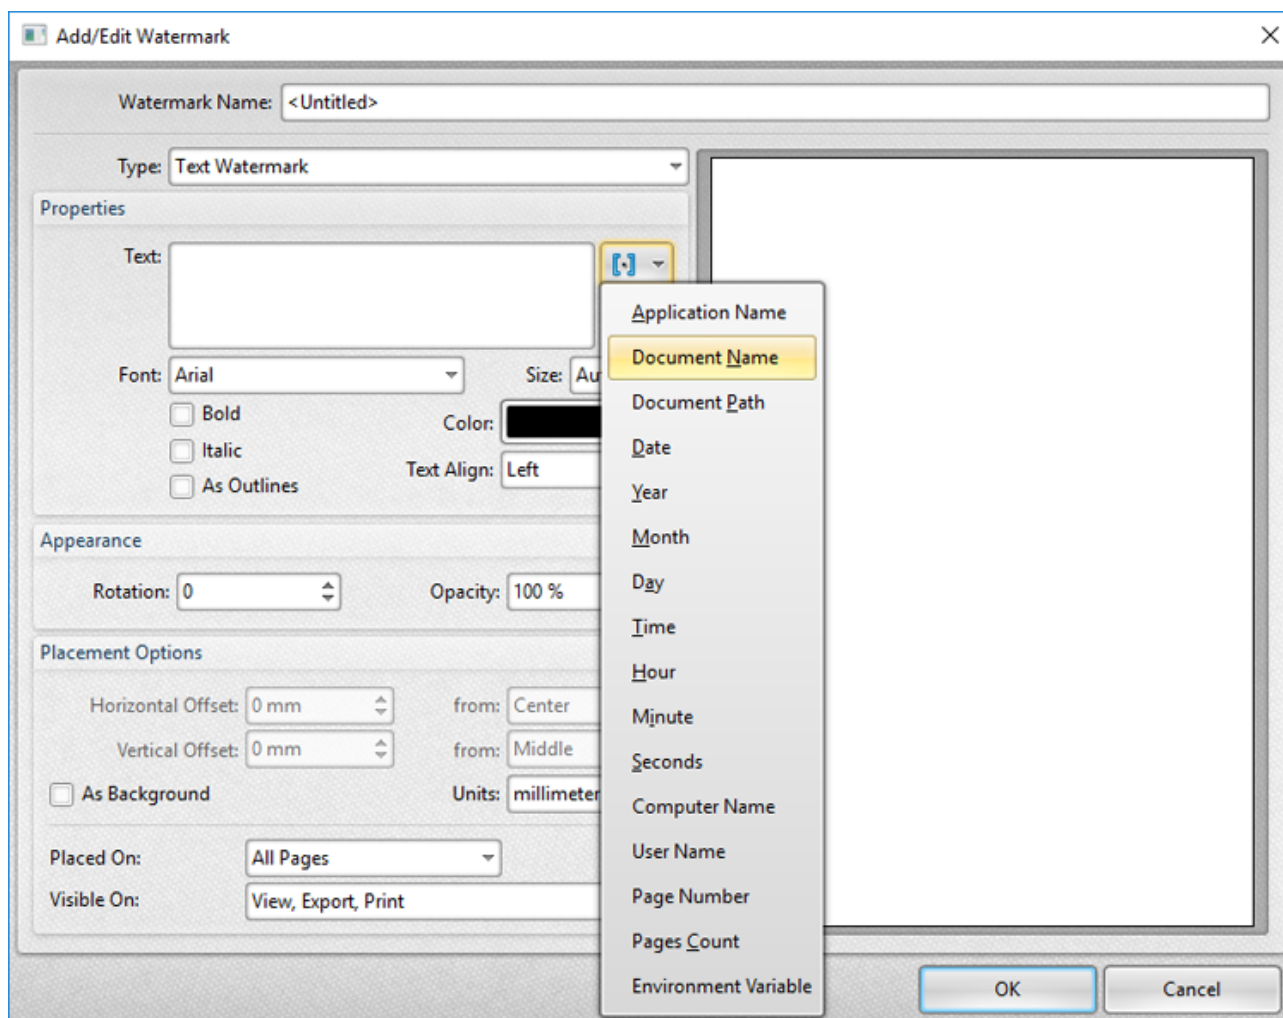 Add/Edit Watermark
Watermark Name: <Untitled>
Type: Text Watermark
Properties
Text:
Application Name
Document Name
Document Path
Date
Year
Month
Day
Time
Hour
Minute
Seconds
Computer Name
User Name
Page Number
Pages Count
Environment Variable
Font: Arial
Size: Au
Bold
Color:
Italic
Text Align: Left
As Outlines
Appearance
Rotation: 0
Opacity: 100 %
Placement Options
Horizontal Offset: 0 mm from: Center
Vertical Offset: 0 mm from: Middle
As Background
Units: millimeter
Placed On: All Pages
Visible On: View, Export, Print
OK
Cancel